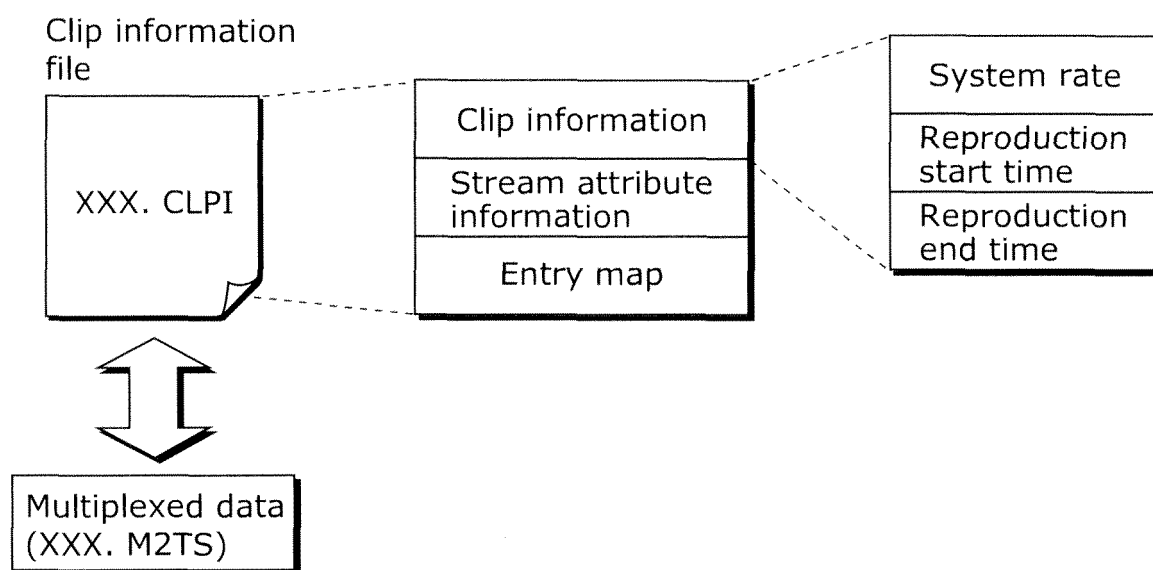 Clip information
file
XXX. CLPI
Clip information
Stream attribute
information
Entry map
System rate
Reproduction
start time
Reproduction
end time
Multiplexed data
(XXX. M2TS)